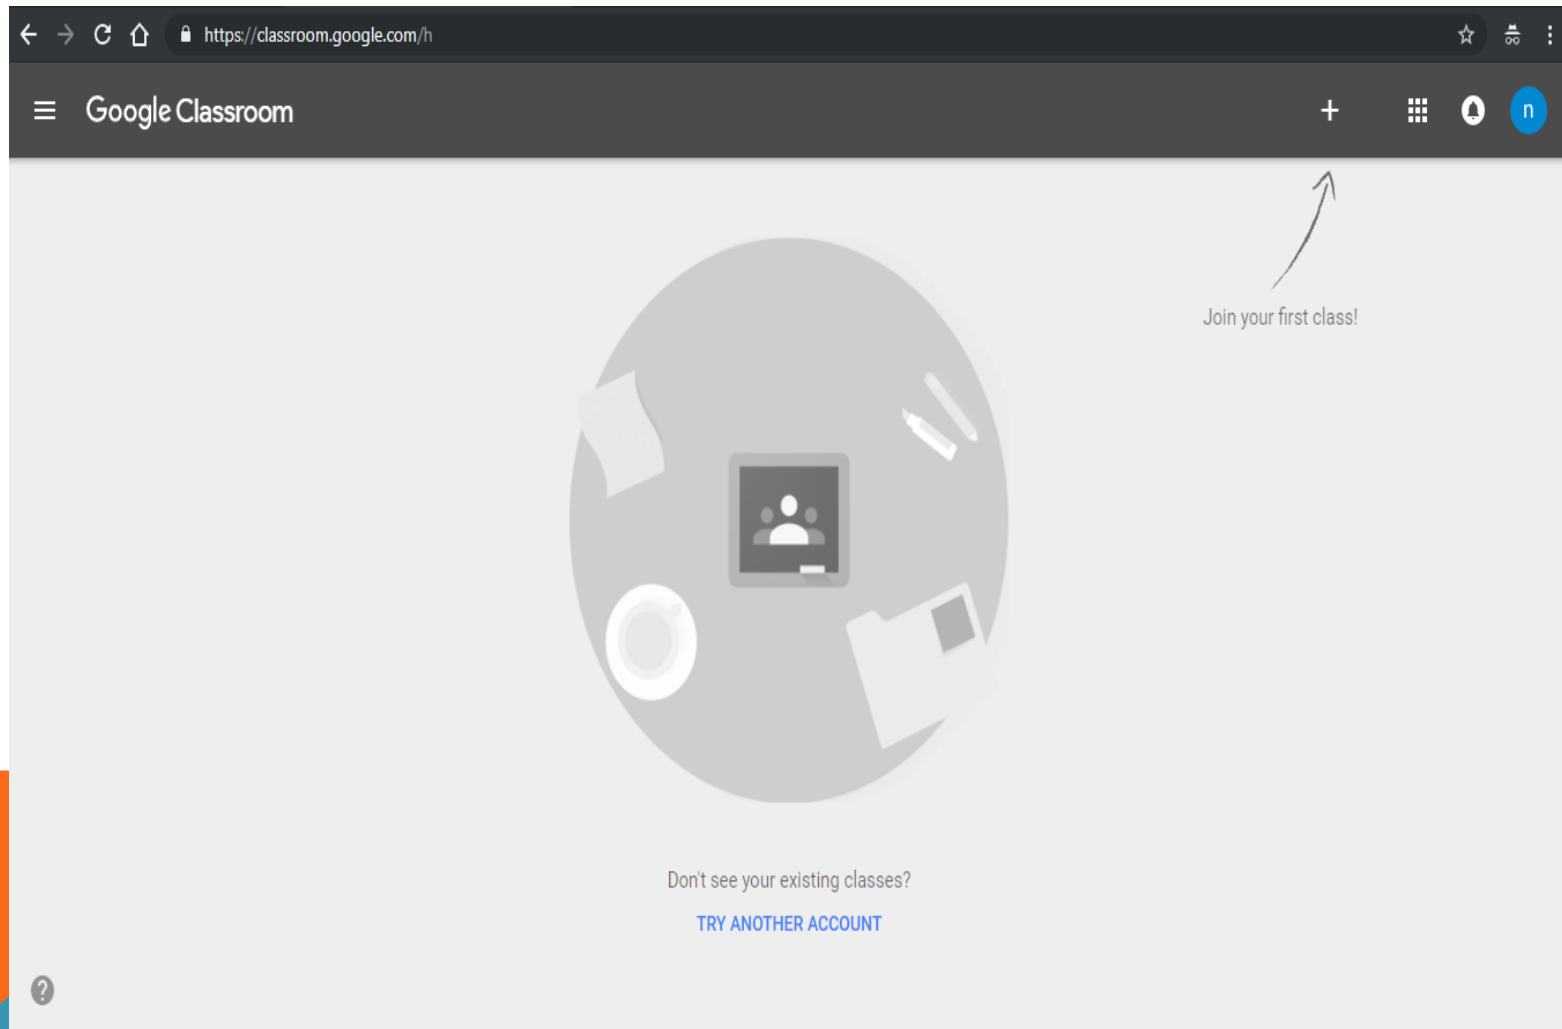 https://classroom.google.com/h
Google Classroom
n
Join your first class!
Don't see your existing classes?
TRY ANOTHER ACCOUNT
?